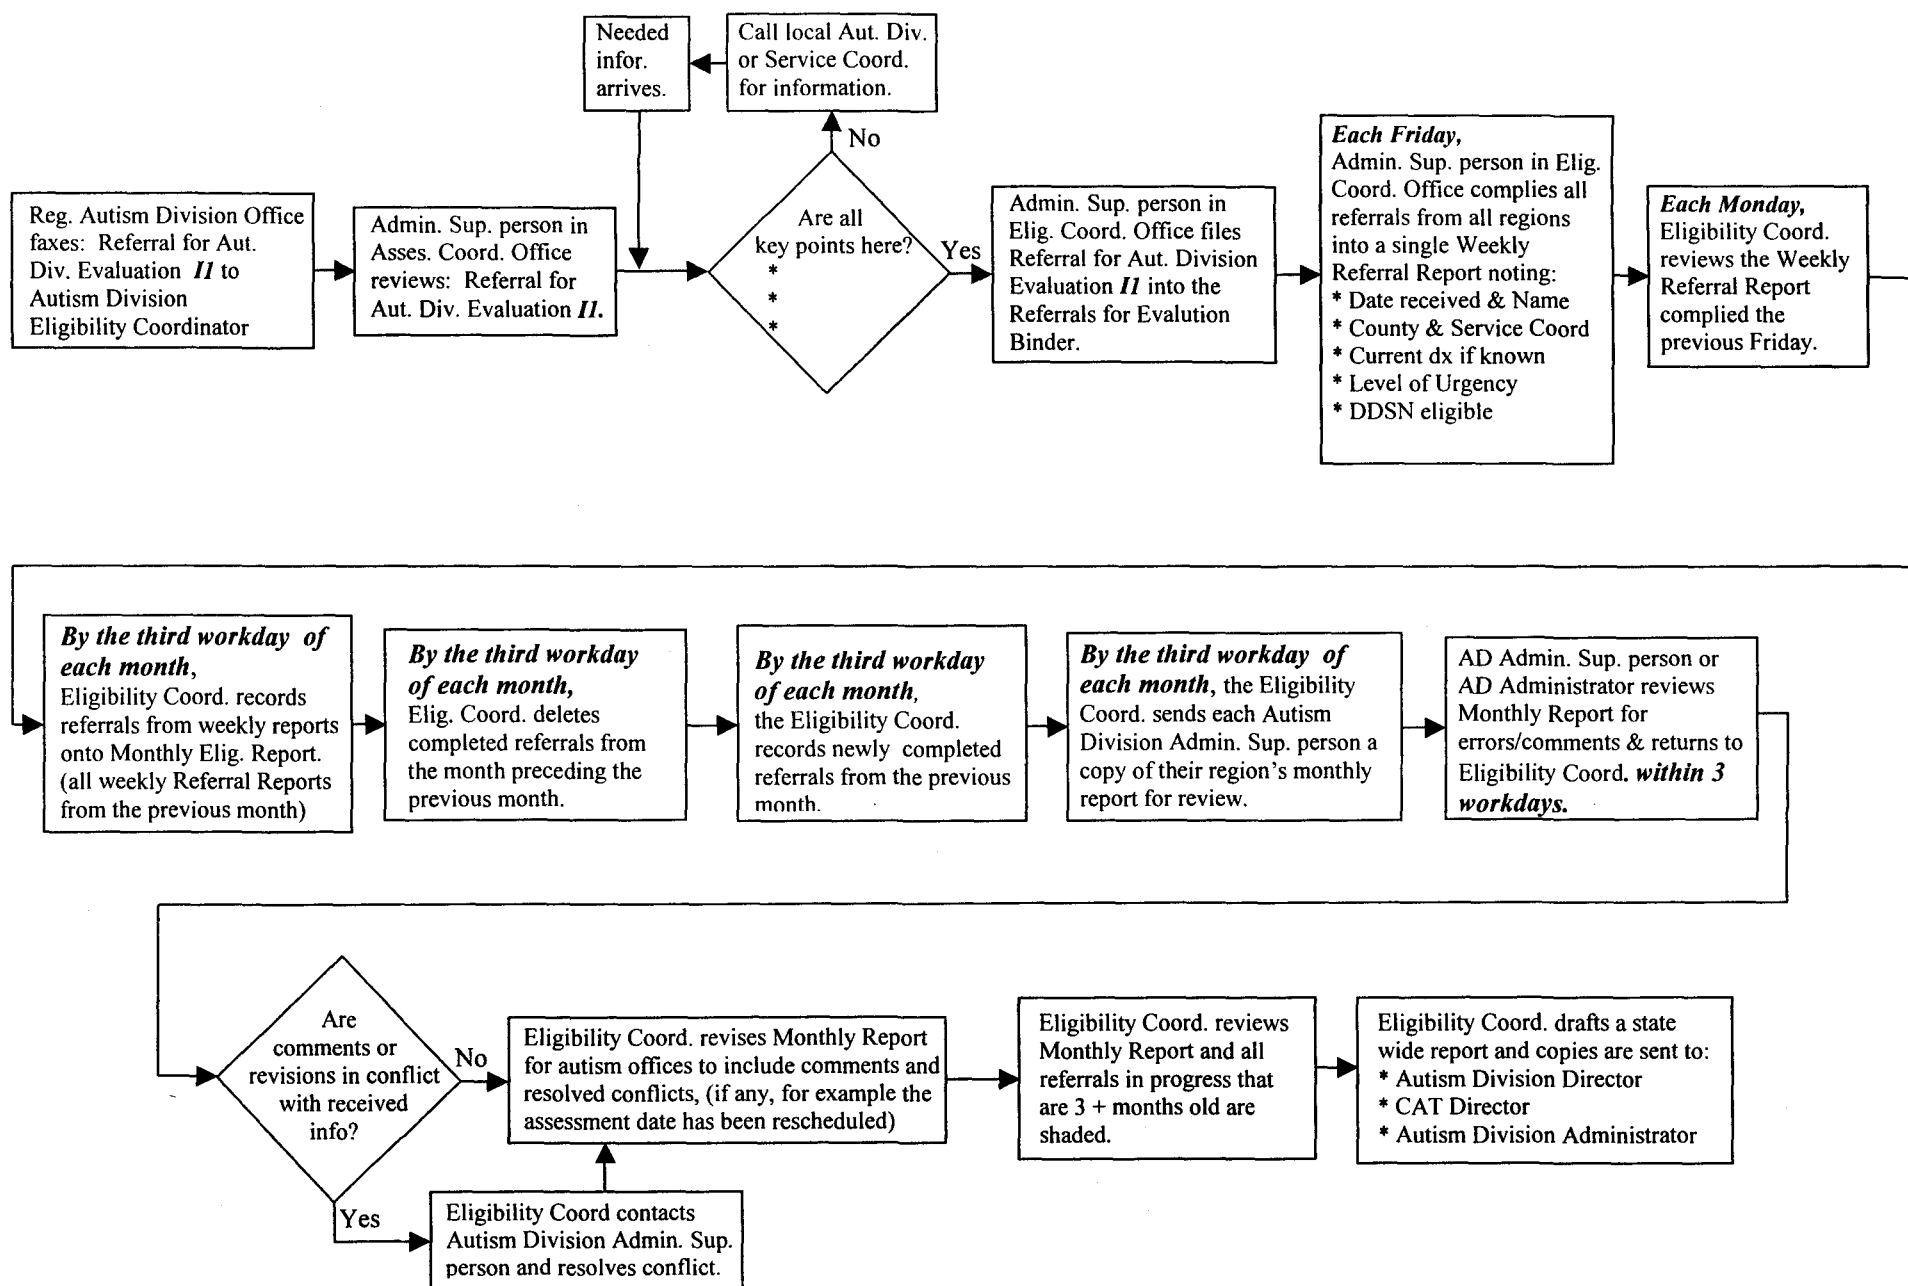 Needed
infor.
arrives.
Call local Aut. Div.
or Service Coord.
for information.
No
Reg. Autism Division Office
faxes: Referral for Aut.
Div. Evaluation I1 to
Autism Division
Eligibility Coordinator
Admin. Sup. person in
Asses. Coord. Office
reviews: Referral for
Aut. Div. Evaluation I1.
Are all
key points here?
*
*
*
Yes
Admin. Sup. person in
Elig. Coord. Office files
Referral for Aut. Division
Evaluation I1 into the
Referrals for Evalution
Binder.
Each Friday,
Admin. Sup. person in Elig.
Coord. Office complies all
referrals from all regions
into a single Weekly
Referral Report noting:
* Date received & Name
* County & Service Coord
* Current dx if known
* Level of Urgency
* DDSN eligible
Each Monday,
Eligibility Coord.
reviews the Weekly
Referral Report
complied the
previous Friday.
By the third workday of
each month,
Eligibility Coord. records
referrals from weekly reports
onto Monthly Elig. Report.
(all weekly Referral Reports
from the previous month)
By the third workday
of each month,
Elig. Coord. deletes
completed referrals from
the month preceding the
previous month.
By the third workday
of each month,
the Eligibility Coord.
records newly completed
referrals from the previous
month.
By the third workday of
each month, the Eligibility
Coord. sends each Autism
Division Admin. Sup. person a
copy of their region's monthly
report for review.
AD Admin. Sup. person or
AD Administrator reviews
Monthly Report for
errors/comments & returns to
Eligibility Coord. within 3
workdays.
Are
comments or
revisions in conflict
with received
info?
No
Yes
Eligibility Coord. revises Monthly Report
for autism offices to include comments and
resolved conflicts, (if any, for example the
assessment date has been rescheduled)
Eligibility Coord contacts
Autism Division Admin. Sup.
person and resolves conflict.
Eligibility Coord. reviews
Monthly Report and all
referrals in progress that
are 3 + months old are
shaded.
Eligibility Coord. drafts a state
wide report and copies are sent to:
* Autism Division Director
* CAT Director
* Autism Division Administrator